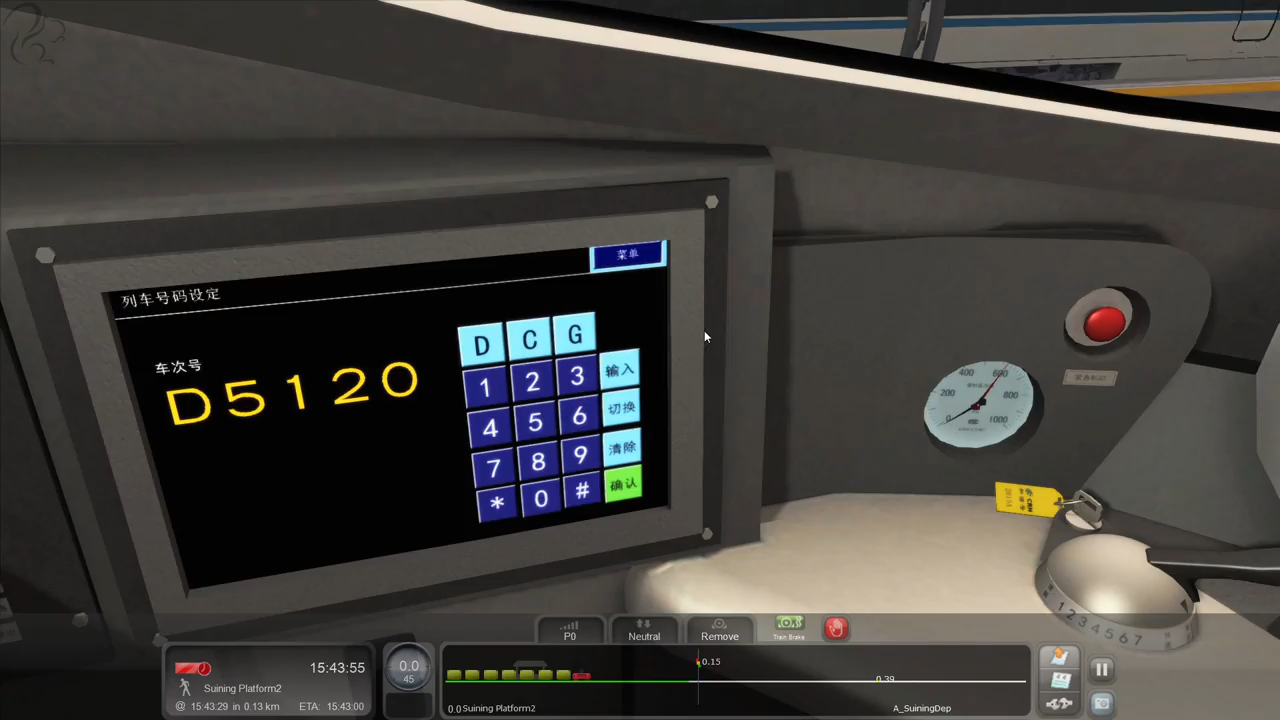 菜单
列车号码设定
车次号
D5120
D C G
1 2 3 输入
4 5 6 切换
7 8 9 清除
* 0 # 确认
0 200 400 600 800 1000
1 2 3 4 5 6 7
P0
Neutral
Remove
Train Brake
15:43:55
Suining Platform2
@ 15:43:29 in 0.13 km ETA: 15:43:00
0.0
45
0.15
0.39
0.0 Suining Platform2
A_SuiningDep